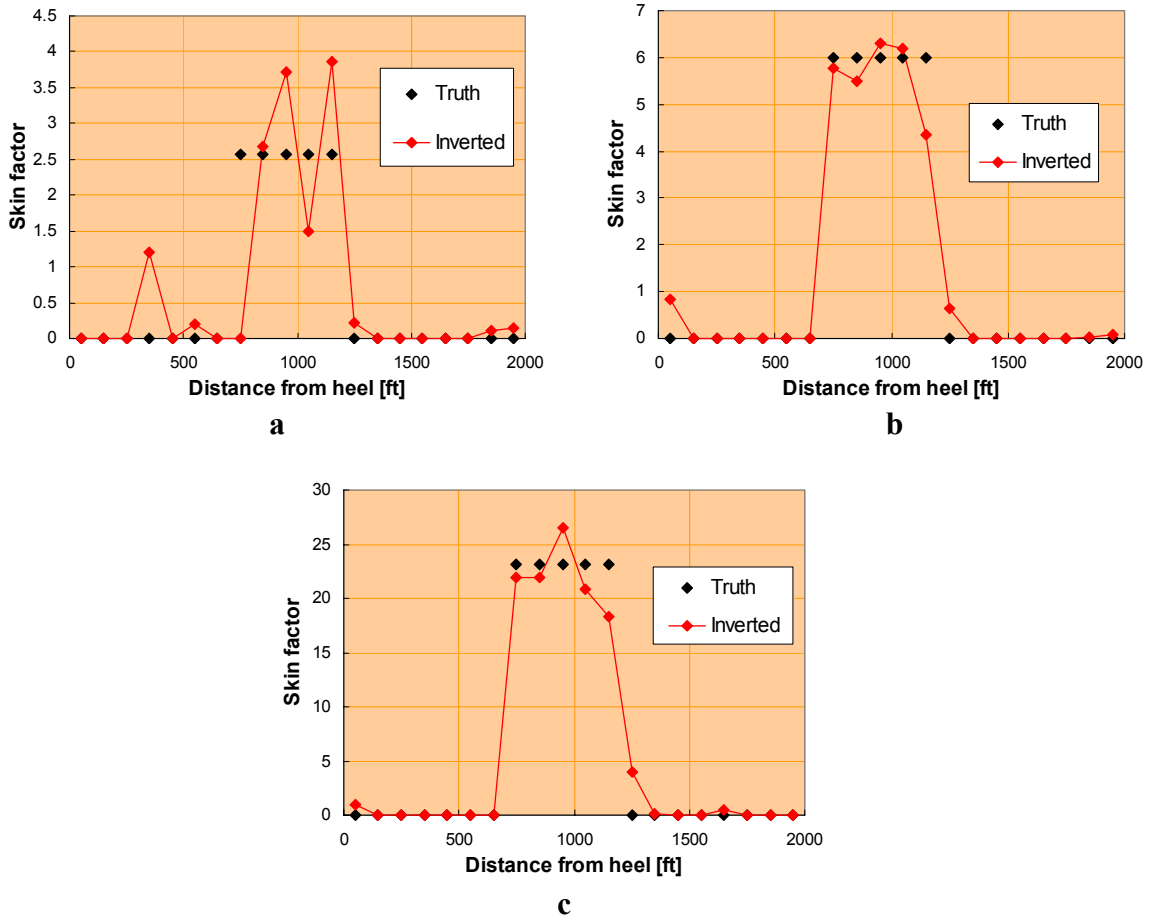 4.5
4
3.5
3
2.5
2
1.5
1
0.5
0
Skin factor
0 500 1000 1500 2000
Distance from heel [ft]
Truth
Inverted
a
7
6
5
4
3
2
1
0
Skin factor
0 500 1000 1500 2000
Distance from heel [ft]
Truth
Inverted
b
30
25
20
15
10
5
0
Skin factor
0 500 1000 1500 2000
Distance from heel [ft]
Truth
Inverted
c